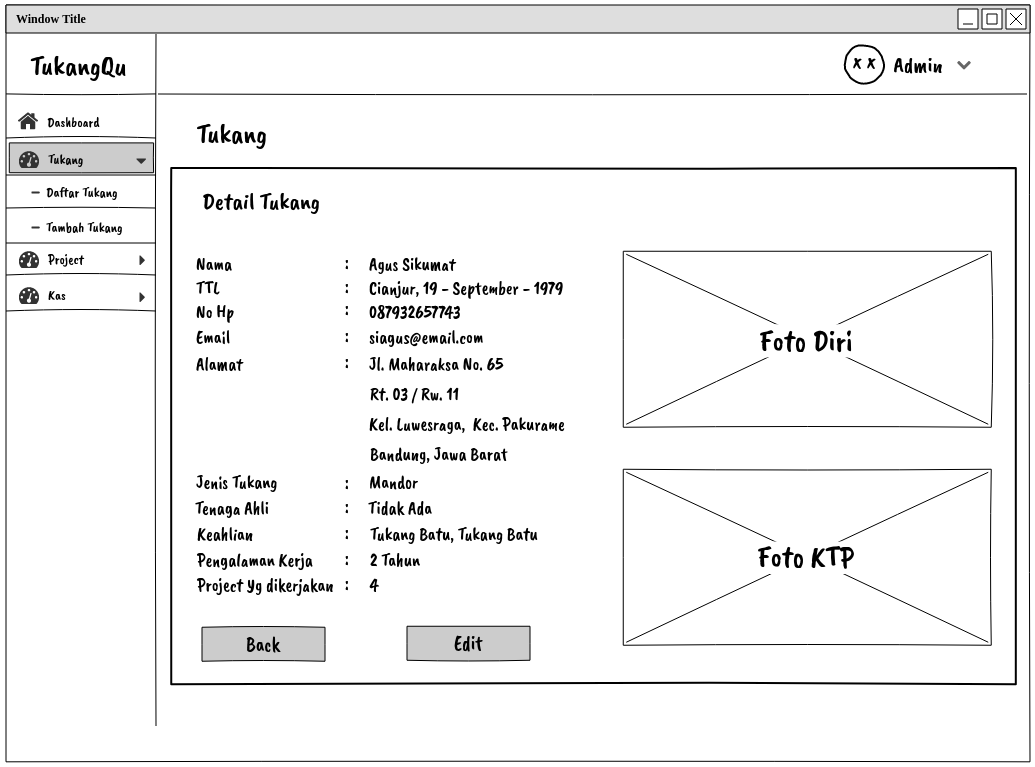 Window Title
TukangQu
Admin
Dashboard
Tukang
– Daftar Tukang
– Tambah Tukang
Project
Kas
Tukang
Detail Tukang
Nama : Agus Sikumat
TTL : Cianjur, 19 - September - 1979
No Hp : 087932657743
Email : siagus@email.com
Alamat : Jl. Maharaksa No. 65
Rt. 03 / Rw. 11
Kel. Luwesraga, Kec. Pakurame
Bandung, Jawa Barat
Jenis Tukang : Mandor
Tenaga Ahli : Tidak Ada
Keahlian : Tukang Batu, Tukang Batu
Pengalaman Kerja : 2 Tahun
Project Yg dikerjakan : 4
Back
Edit
Foto Diri
Foto KTP